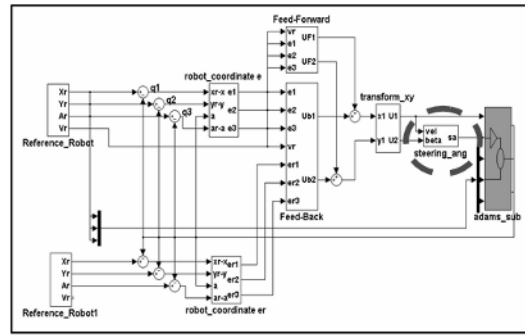 Feed-Forward
vr
e1
e2
e3
UF1
UF2
Xr
Yr
Ar
Vr
Reference_Robot
q1
q2
q3
robot_coordinate e
xr-x
yr-y
a
ar-a
e1
e2
e3
e1
e2
e3
vr
er1
er2
er3
Ub1
Ub2
Feed-Back
transform_xy
x1
y1
U1
U2
vel
beta
sa
steering_ang
adams_sub
Xr
Yr
Ar
Vr
Reference_Robot1
xr-x
yr-y
a
ar-a
er1
er2
er3
robot_coordinate er